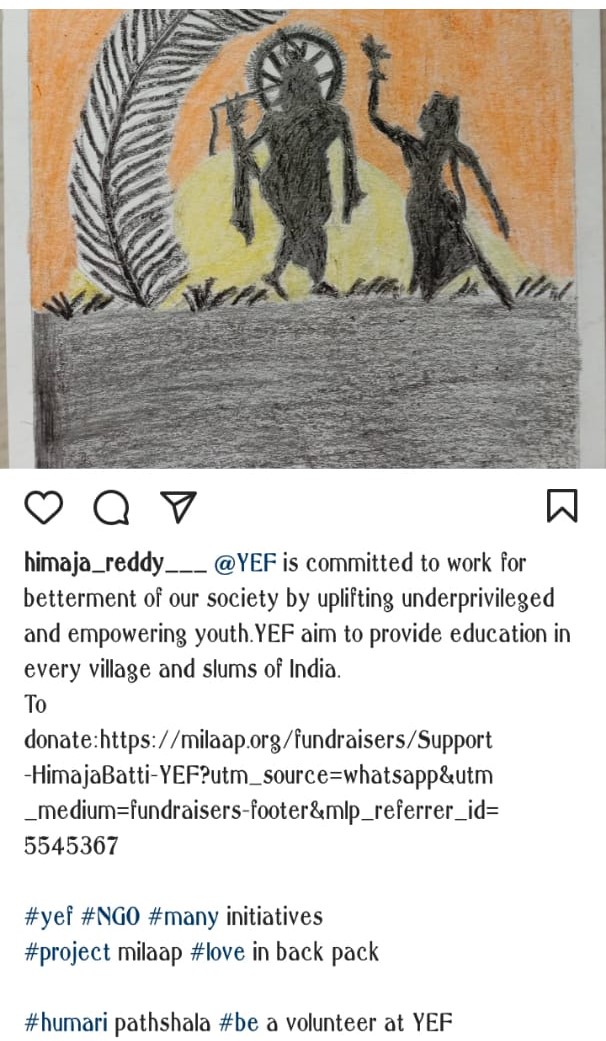 himaja_reddy___ @YEF is committed to work for
betterment of our society by uplifting underprivileged
and empowering youth.YEF aim to provide education in
every village and slums of India.
To
donate:https://milaap.org/fundraisers/Support
-HimajaBatti-YEF?utm_source=whatsapp&utm
_medium=fundraisers-footer&mlp_referrer_id=
5545367
#yef #NGO #many initiatives
#project milaap #love in back pack
#humari pathshala #be a volunteer at YEF